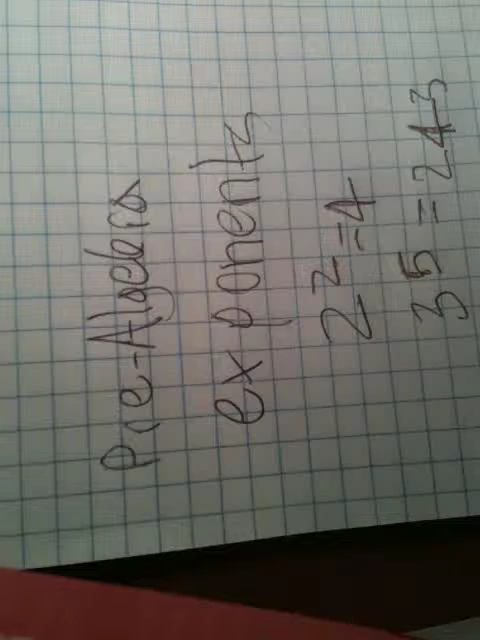 Pre-Algebra
exponents
2² = 4
3⁵ = 243